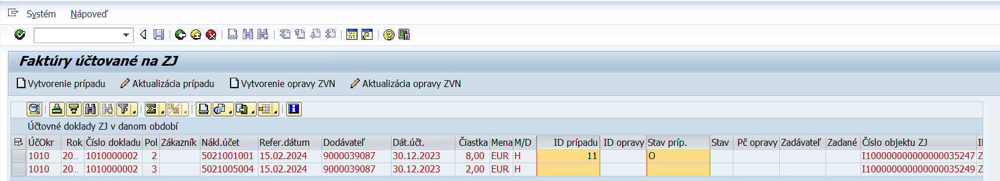 Systém Nápoveď
Faktúry účtované na ZJ
Vytvorenie prípadu Aktualizácia prípadu Vytvorenie opravy ZVN Aktualizácia opravy ZVN
Účtovné doklady ZJ v danom období
ÚčOkr Rok Číslo dokladu Pol Zákazník Nákl.účet Refer.dátum Dodávateľ Dát.účt. Čiastka Mena M/D ID prípadu ID opravy Stav príp. Stav Pč opravy Zadávateľ Zadané Číslo objektu ZJ
1010 20... 1010000002 2 5021001001 15.02.2024 9000039087 30.12.2023 8,00 EUR H 11 O I100000000000000035247 Z
1010 20... 1010000002 3 5021005004 15.02.2024 9000039087 30.12.2023 2,00 EUR H I100000000000000035249 Z